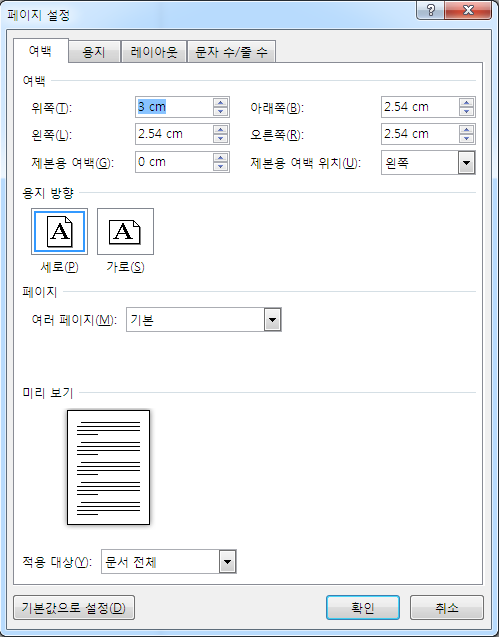 페이지 설정
여백 용지 레이아웃 문자 수/줄 수
여백
위쪽(T): 3 cm 아래쪽(B): 2.54 cm
왼쪽(L): 2.54 cm 오른쪽(R): 2.54 cm
제본용 여백(G): 0 cm 제본용 여백 위치(U): 왼쪽
용지 방향
A A
세로(P) 가로(S)
페이지
여러 페이지(M): 기본
미리 보기
적용 대상(Y): 문서 전체
기본값으로 설정(D) 확인 취소